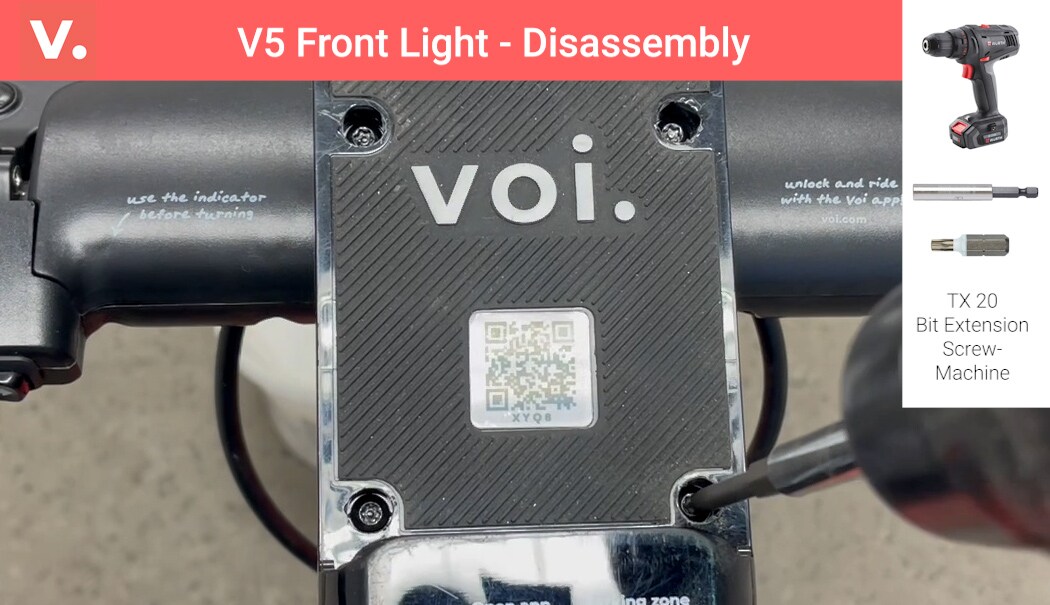 v.
V5 Front Light - Disassembly
use the indicator
before turning
voi.
unlock and ride
with the Voi app
voi.com
XYQ8
TX 20
Bit Extension
Screw-
Machine
zone